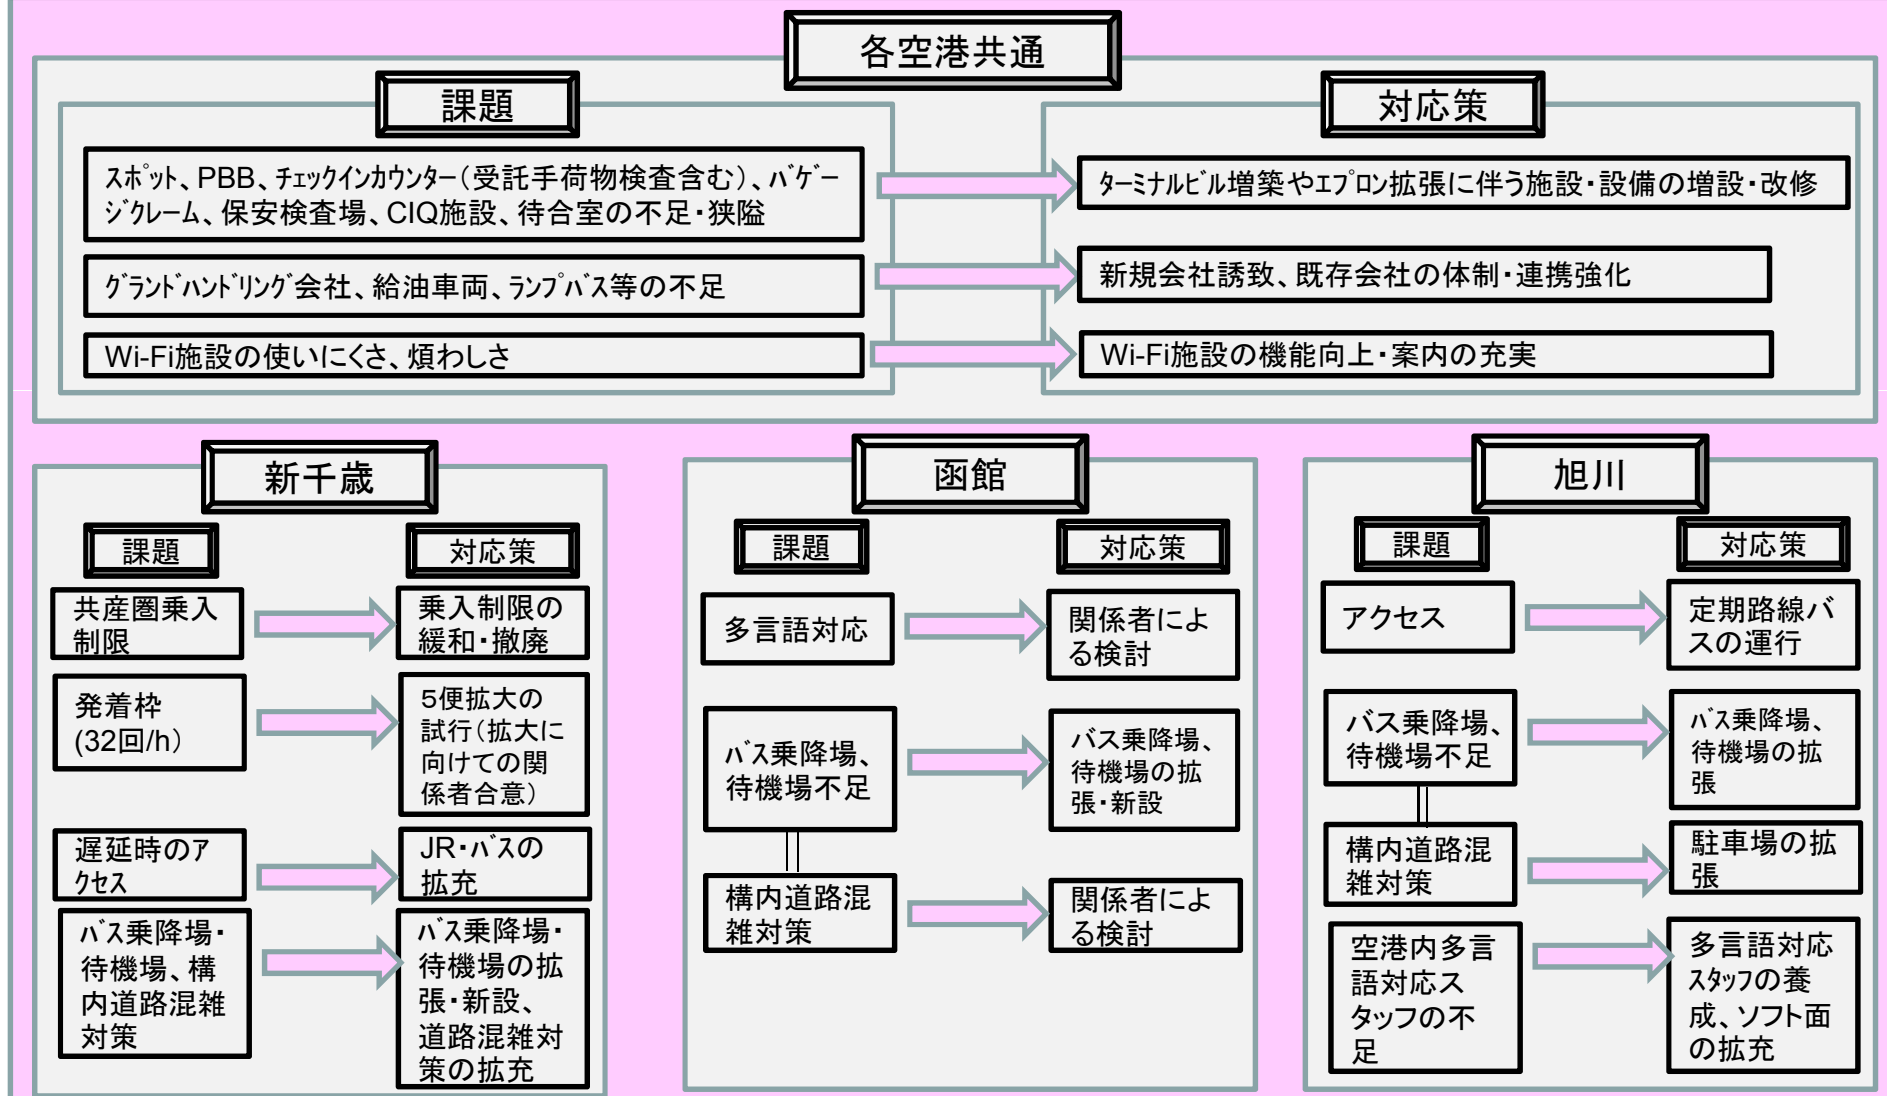 各空港共通
課題
対応策
ｽﾎﾟｯﾄ、PBB、ﾁｪｯｸｲﾝｶｳﾝﾀｰ（受託手荷物検査含む）、ﾊﾞｹﾞｰ
ｼﾞｸﾚｰﾑ、保安検査場、CIQ施設、待合室の不足・狭隘
ﾀｰﾐﾅﾙﾋﾞﾙ増築やｴﾌﾟﾛﾝ拡張に伴う施設・設備の増設・改修
ｸﾞﾗﾝﾄﾞﾊﾝﾄﾞﾘﾝｸﾞ会社、給油車両、ﾗﾝﾌﾟﾊﾞｽ等の不足
新規会社誘致、既存会社の体制・連携強化
Wi-Fi施設の使いにくさ、煩わしさ
Wi-Fi施設の機能向上・案内の充実
新千歳
課題
対応策
共産圏乗入
制限
乗入制限の
緩和・撤廃
発着枠
(32回/h）
5便拡大の
試行（拡大に
向けての関
係者合意）
遅延時のア
ｸｾｽ
JR・ﾊﾞｽの
拡充
ﾊﾞｽ乗降場・
待機場、構
内道路混雑
対策
ﾊﾞｽ乗降場・
待機場の拡
張・新設、
道路混雑対
策の拡充
函館
課題
対応策
多言語対応
関係者によ
る検討
ﾊﾞｽ乗降場、
待機場不足
バス乗降場、
待機場の拡
張・新設
構内道路混
雑対策
関係者によ
る検討
旭川
課題
対応策
アクセス
定期路線バ
スの運行
バス乗降場、
待機場不足
ﾊﾞｽ乗降場、
待機場の拡
張
構内道路混
雑対策
駐車場の拡
張
空港内多言
語対応ス
タッフの不
足
多言語対応
ｽﾀｯﾌの養
成、ソフト面
の拡充